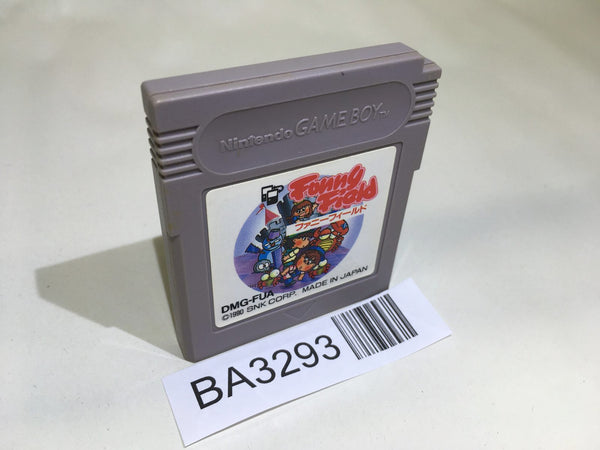 Nintendo GAME BOY™
Funny
Field
ファニーフィールド
DMG-FUA
©1990 SNK CORP. MADE IN JAPAN
BA3293